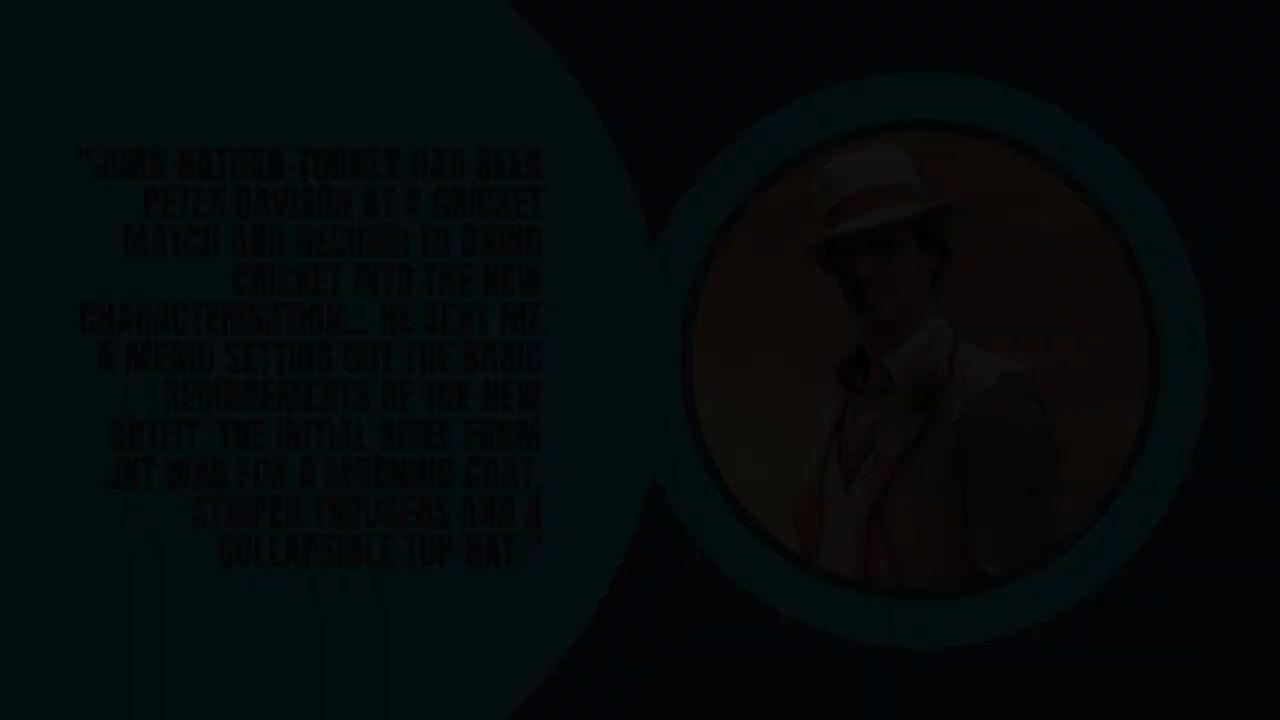 "JOHN NATHAN-TURNER HAD SEEN
PETER DAVISON AT A CRICKET
MATCH AND DECIDED TO BRING
CRICKET INTO THE NEW
CHARACTERISATION... HE SENT ME
A MEMO SETTING OUT THE BASIC
REQUIREMENTS OF THE NEW
OUTFIT. THE INITIAL BRIEF FROM
JNT WAS FOR A MORNING COAT,
STRIPED TROUSERS AND A
COLLAPSIBLE TOP HAT."